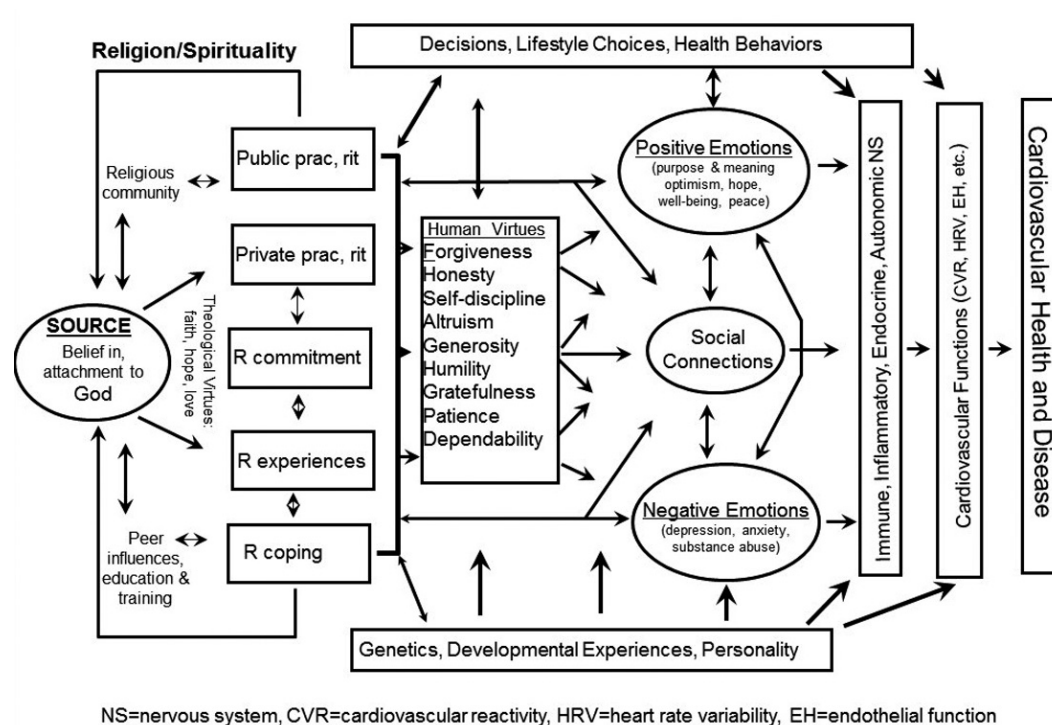 Religion/Spirituality
Decisions, Lifestyle Choices, Health Behaviors
Public prac, rit
Religious
community
Private prac, rit
SOURCE
Belief in,
attachment to
God
Theological Virtues:
faith, hope, love
R commitment
R experiences
Peer
influences,
education &
training
R coping
Human Virtues
Forgiveness
Honesty
Self-discipline
Altruism
Generosity
Humility
Gratefulness
Patience
Dependability
Positive Emotions
(purpose & meaning
optimism, hope,
well-being, peace)
Social
Connections
Negative Emotions
(depression, anxiety,
substance abuse)
Immune, Inflammatory, Endocrine, Autonomic NS
Cardiovascular Functions (CVR, HRV, EH, etc.)
Cardiovascular Health and Disease
Genetics, Developmental Experiences, Personality
NS=nervous system, CVR=cardiovascular reactivity, HRV=heart rate variability, EH=endothelial function